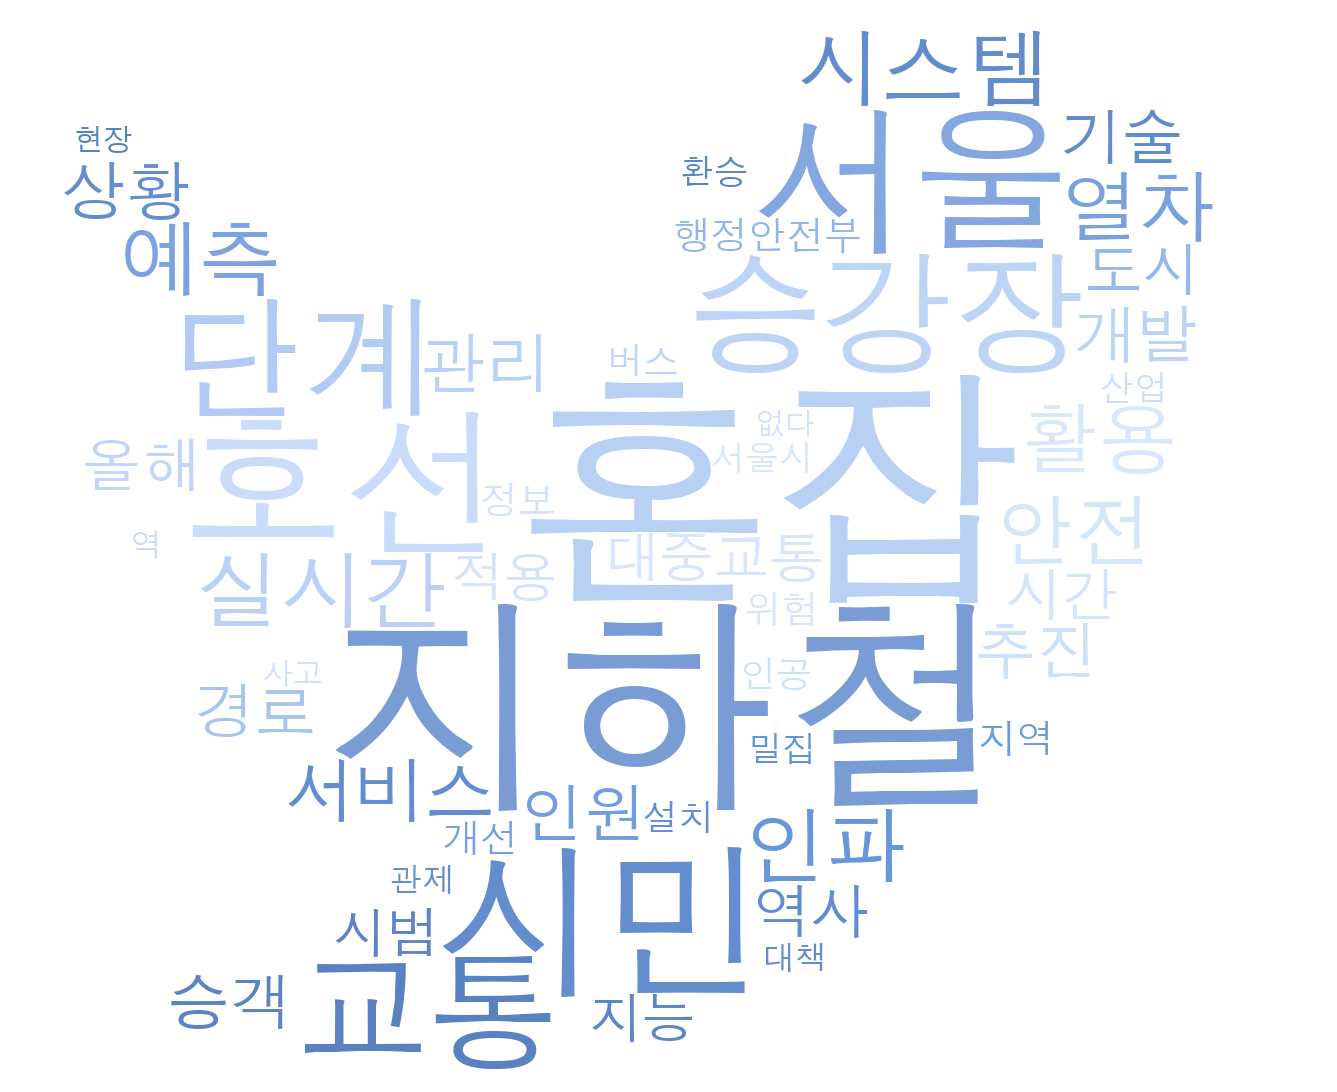 시스템
현장
서울
기술
환승
상황
열차
행정안전부
예측
도시
승강장
단계
개발
관리
버스
혼잡
산업
없다
활용
호선
올해
서울시
정보
안전
역
대중교통
실시간
적용
시간
위험
지하철
추진
사고
인공
경로
밀집
지역
서비스
인원
설치
개선
인파
관제
시민
역사
시범
대책
교통
승객
지능